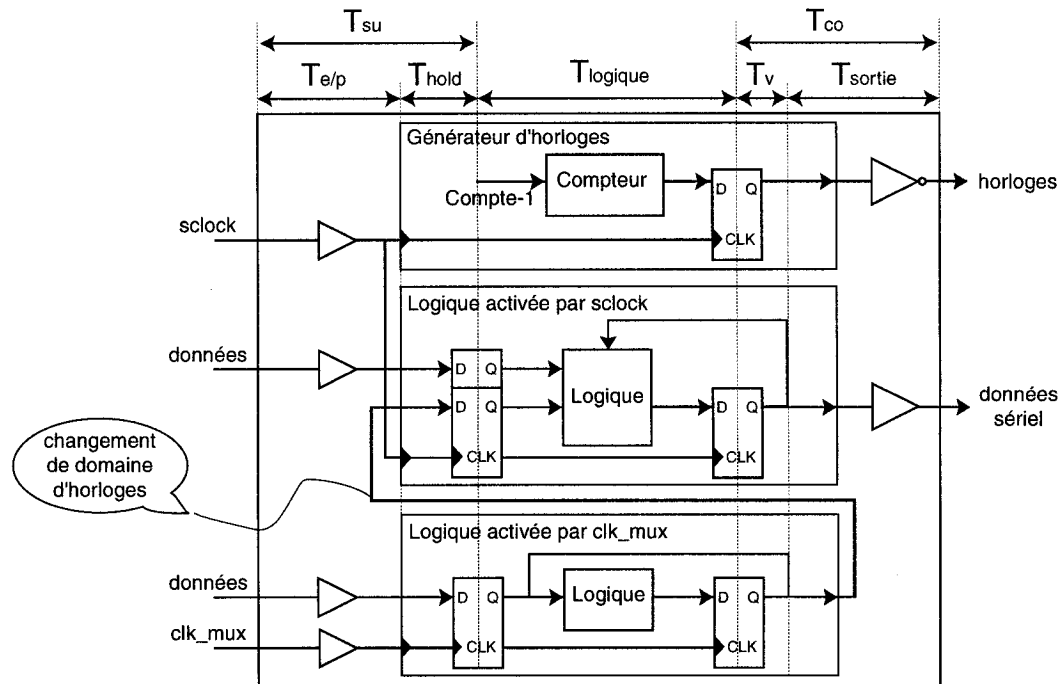 Tsu
Tco
Te/p
Thold
Tlogique
Tv
Tsortie
Générateur d'horloges
Compteur
Compte-1
D Q
CLK
horloges
sclock
Logique activée par sclock
données
D Q
D Q
CLK
Logique
D Q
CLK
données
sériel
changement
de domaine
d'horloges
Logique activée par clk_mux
données
clk_mux
D Q
CLK
Logique
D Q
CLK